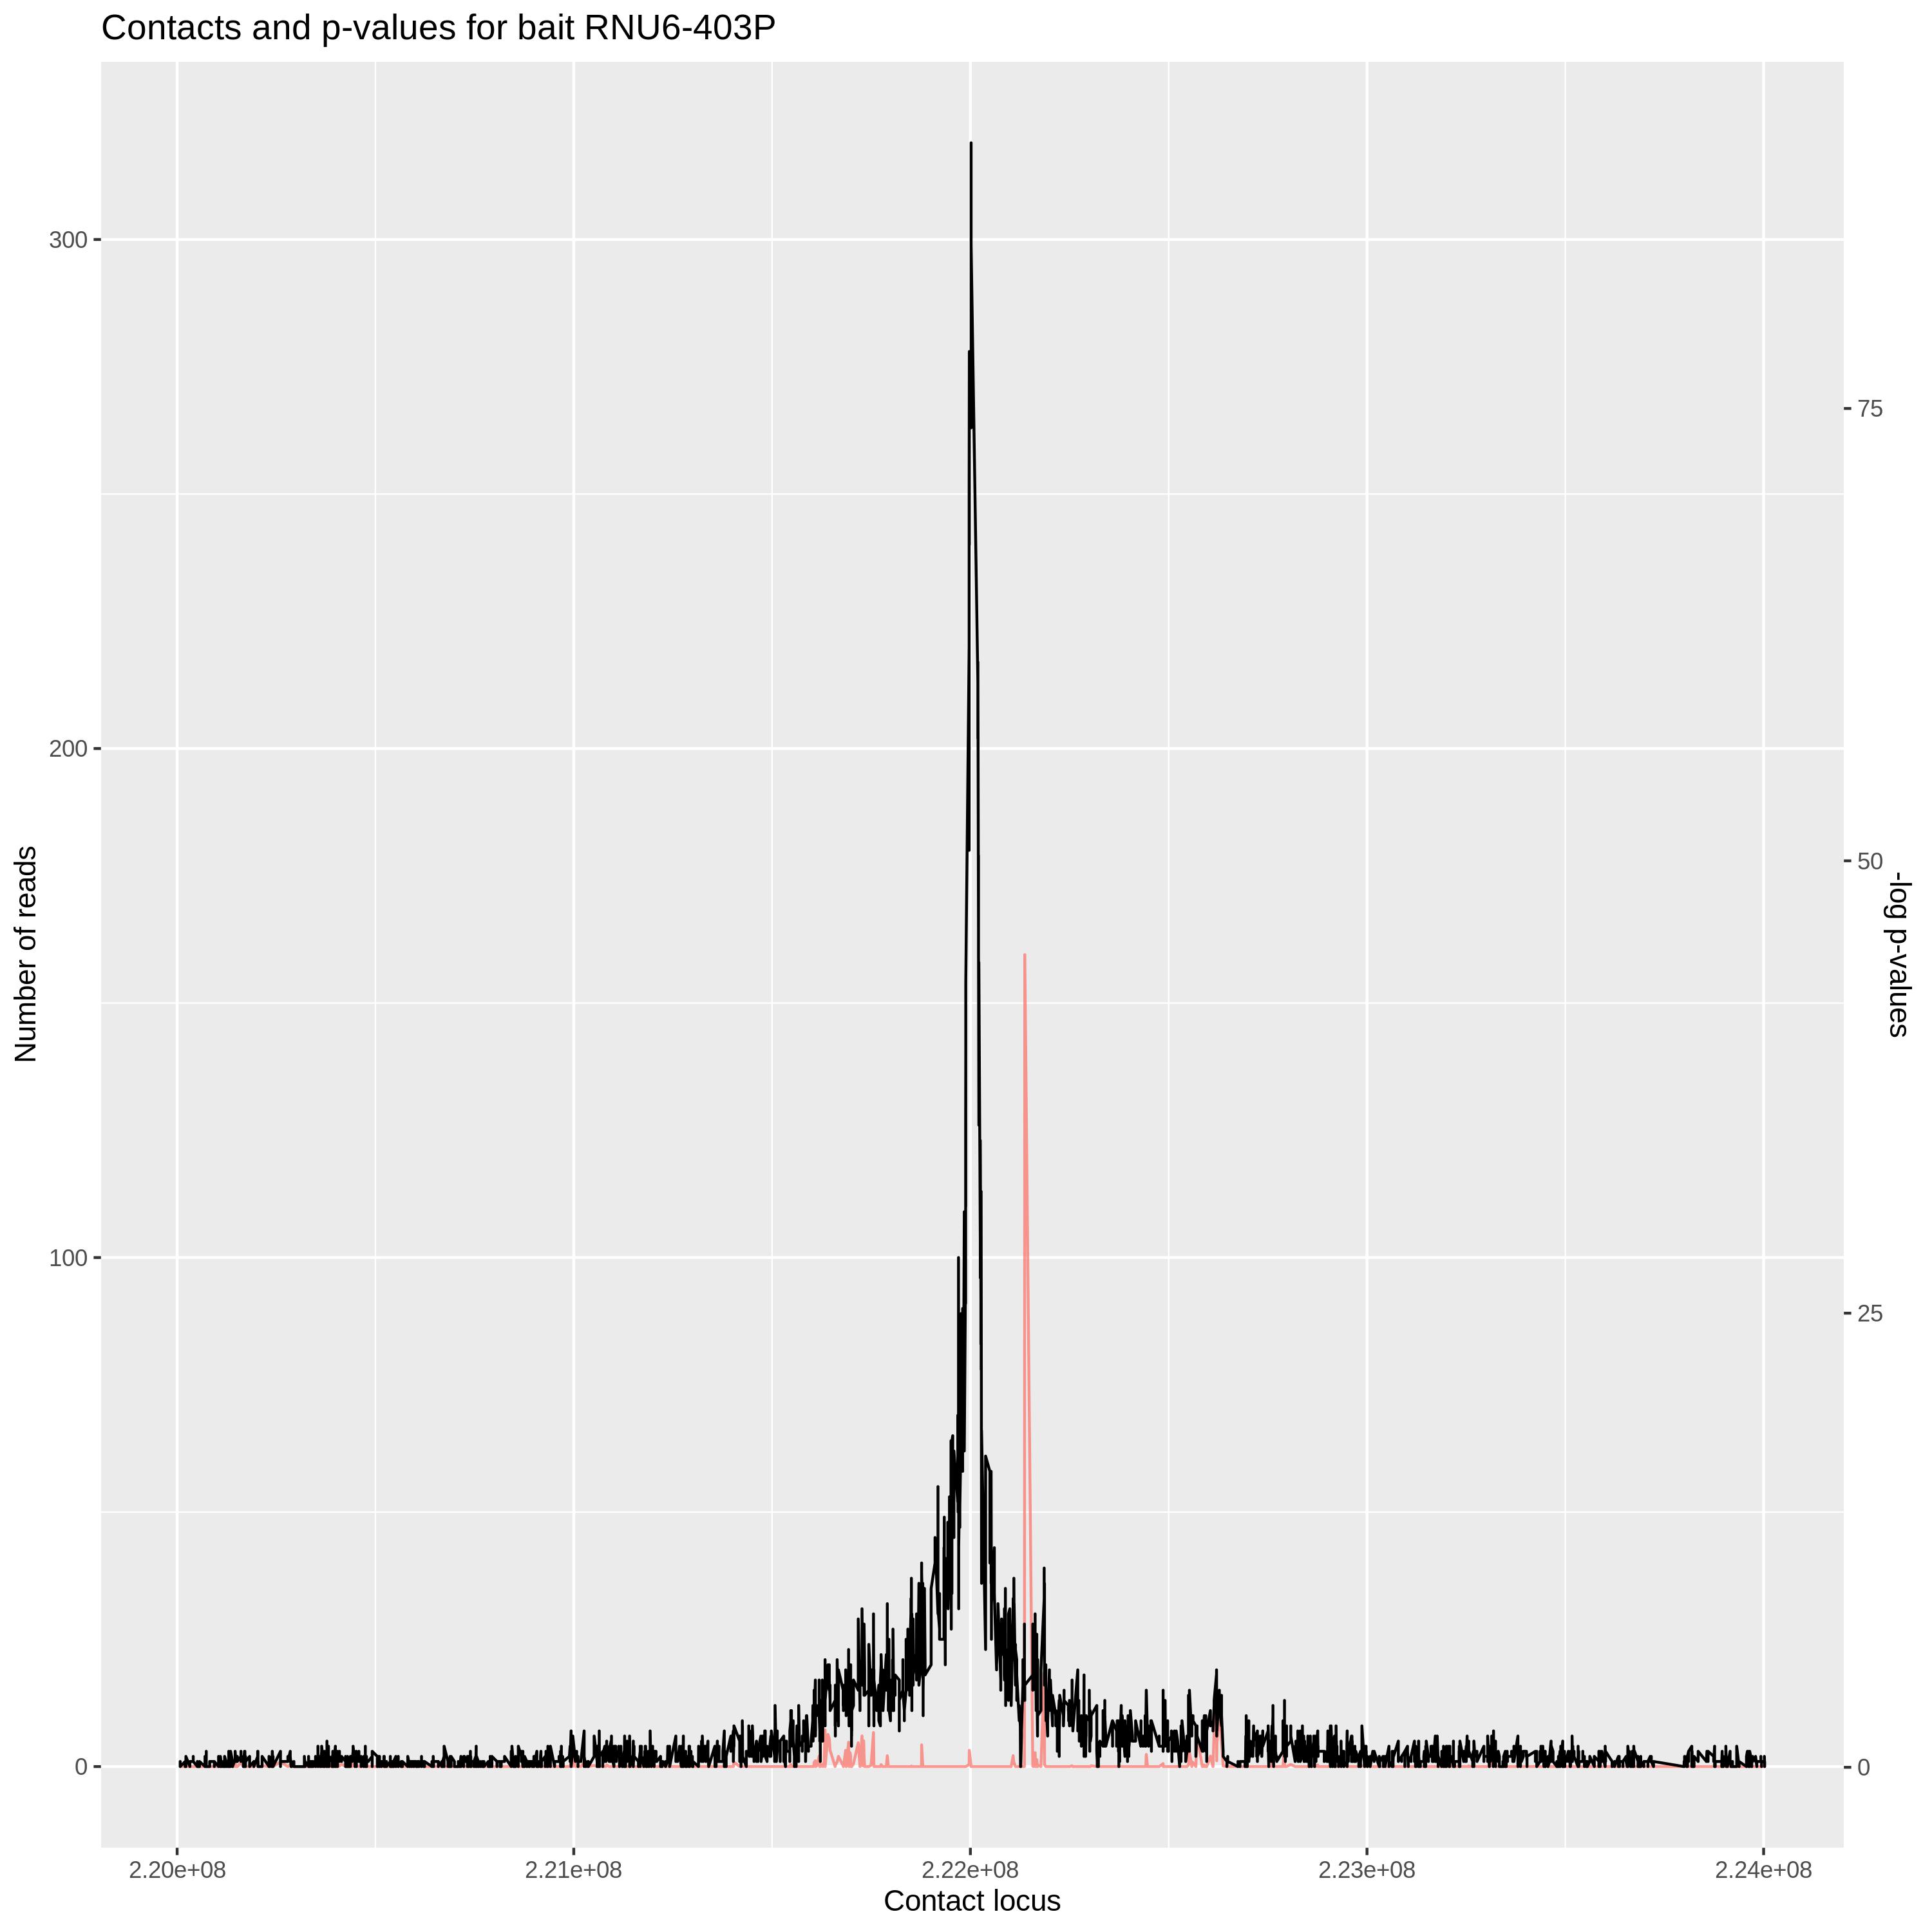 Contacts and p-values for bait RNU6-403P
300
200
100
0
Number of reads
75
50
25
0
-log p-values
2.20e+08
2.21e+08
2.22e+08
2.23e+08
2.24e+08
Contact locus